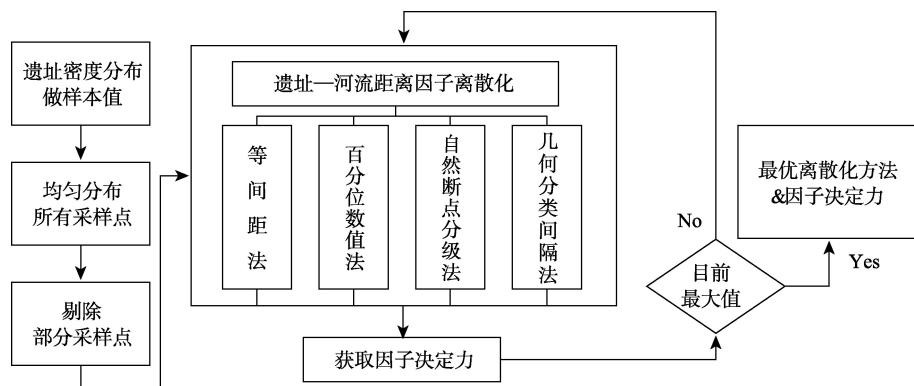 遗址密度分布
做样本值
均匀分布
所有采样点
剔除
部分采样点
遗址—河流距离因子离散化
等间距法
百分位数值法
自然断点分级法
几何分类间隔法
获取因子决定力
No
目前
最大值
Yes
最优离散化方法
&因子决定力